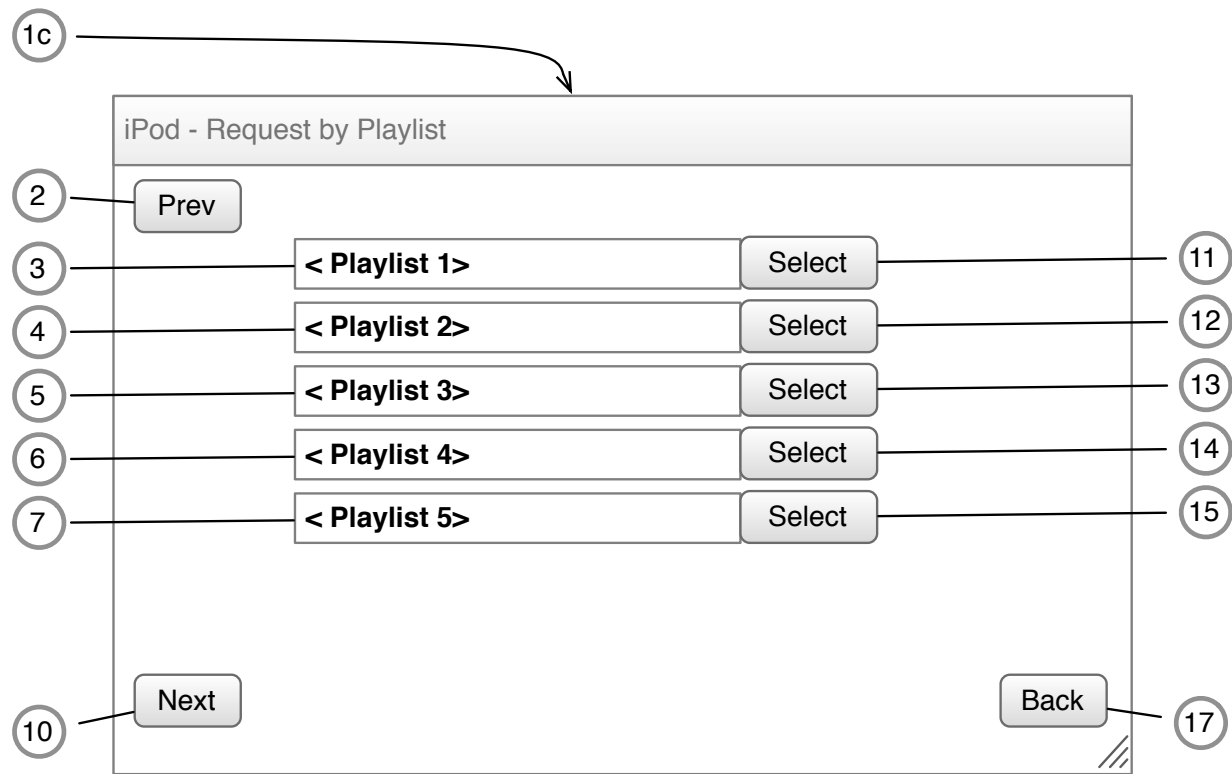 1c
iPod - Request by Playlist
2 Prev
3 < Playlist 1> Select 11
4 < Playlist 2> Select 12
5 < Playlist 3> Select 13
6 < Playlist 4> Select 14
7 < Playlist 5> Select 15
10 Next Back 17